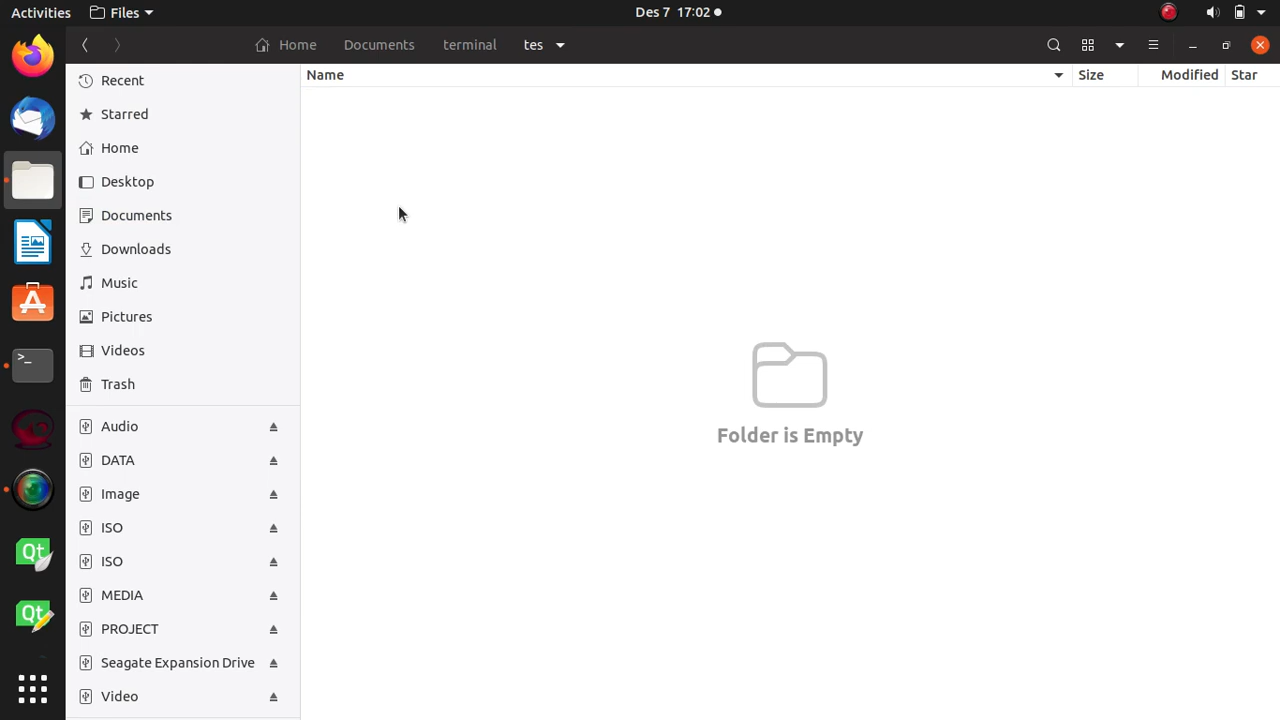 Activities Files Des 7 17:02
Home Documents terminal tes
Name Size Modified Star
Recent
Starred
Home
Desktop
Documents
Downloads
Music
Pictures
Videos
Trash
Audio
DATA
Image
ISO
ISO
MEDIA
PROJECT
Seagate Expansion Drive
Video
Folder is Empty
Qt
Qt